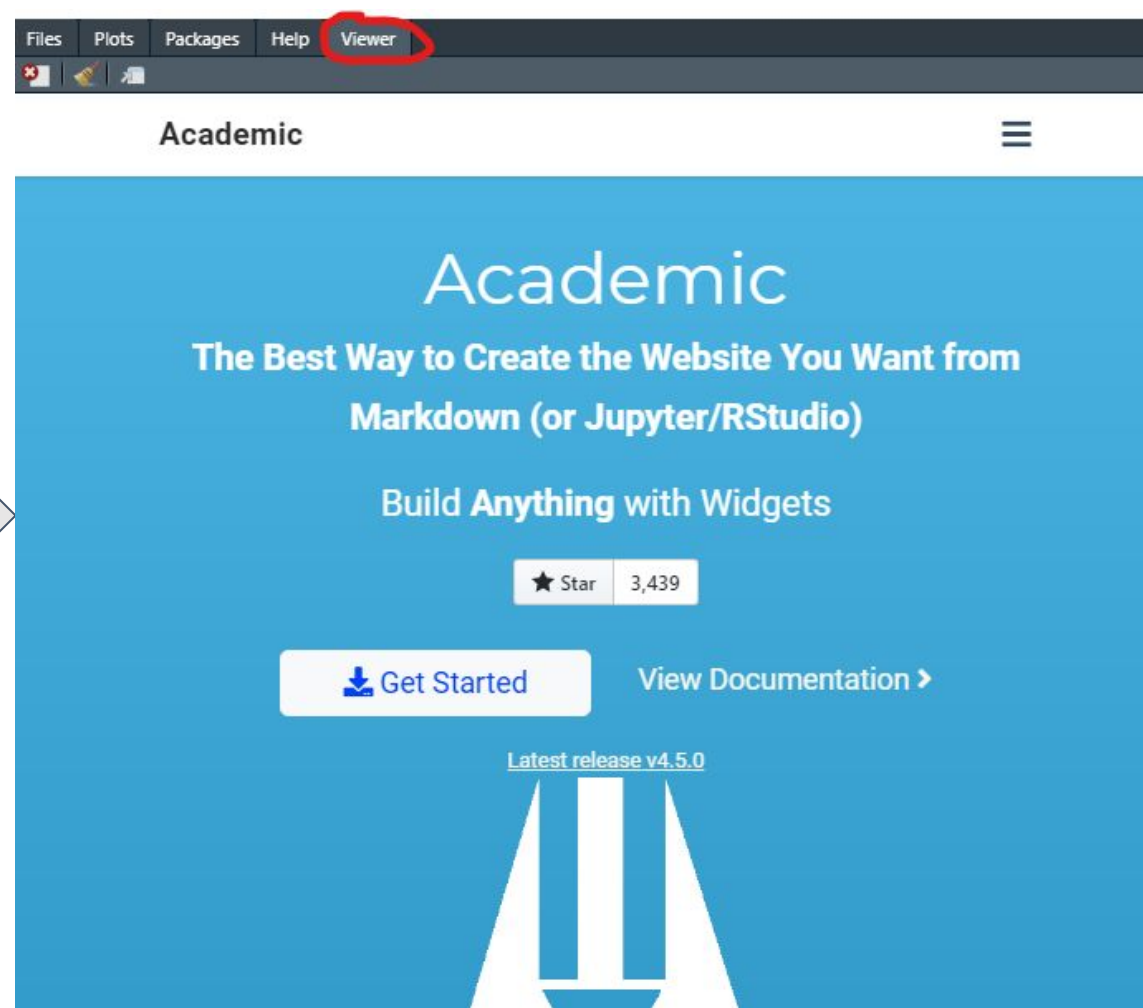 Files Plots Packages Help Viewer
Academic
Academic
The Best Way to Create the Website You Want from
Markdown (or Jupyter/RStudio)
Build Anything with Widgets
Star 3,439
Get Started View Documentation
Latest release v4.5.0